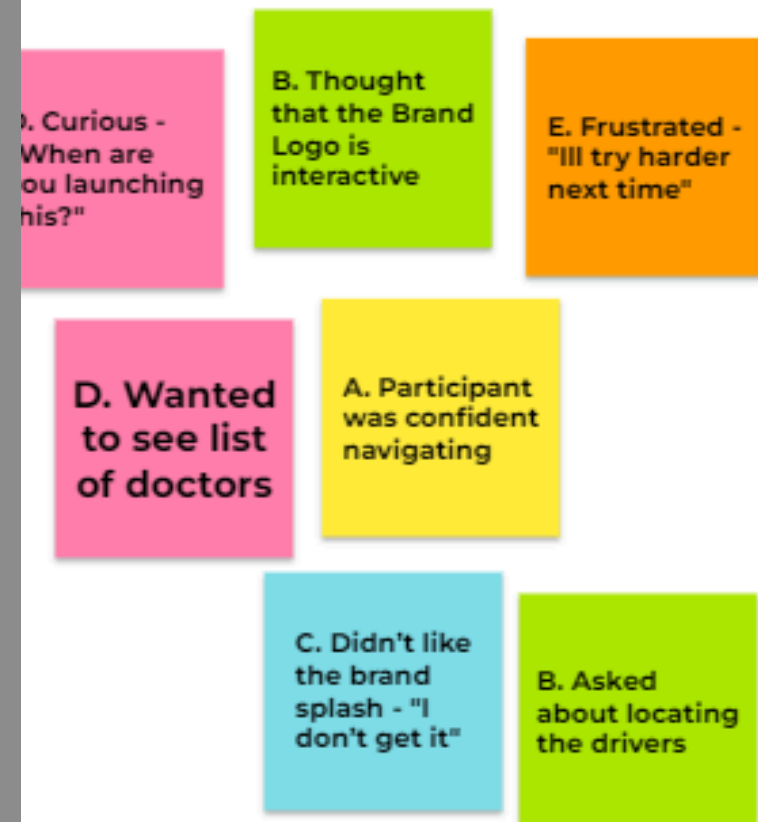 . Curious -
When are
ou launching
his?"
B. Thought
that the Brand
Logo is
interactive
E. Frustrated -
"Ill try harder
next time"
D. Wanted
to see list
of doctors
A. Participant
was confident
navigating
C. Didn't like
the brand
splash - "I
don't get it"
B. Asked
about locating
the drivers